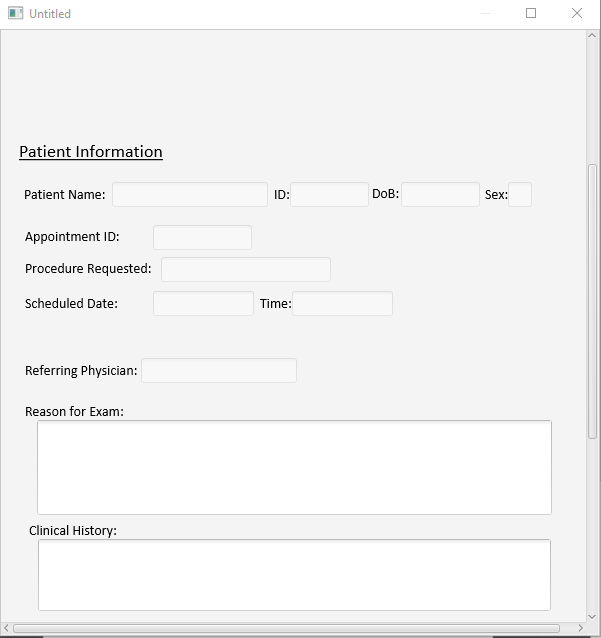 Untitled
Patient Information
Patient Name: ID: DoB: Sex:
Appointment ID:
Procedure Requested:
Scheduled Date: Time:
Referring Physician:
Reason for Exam:
Clinical History: